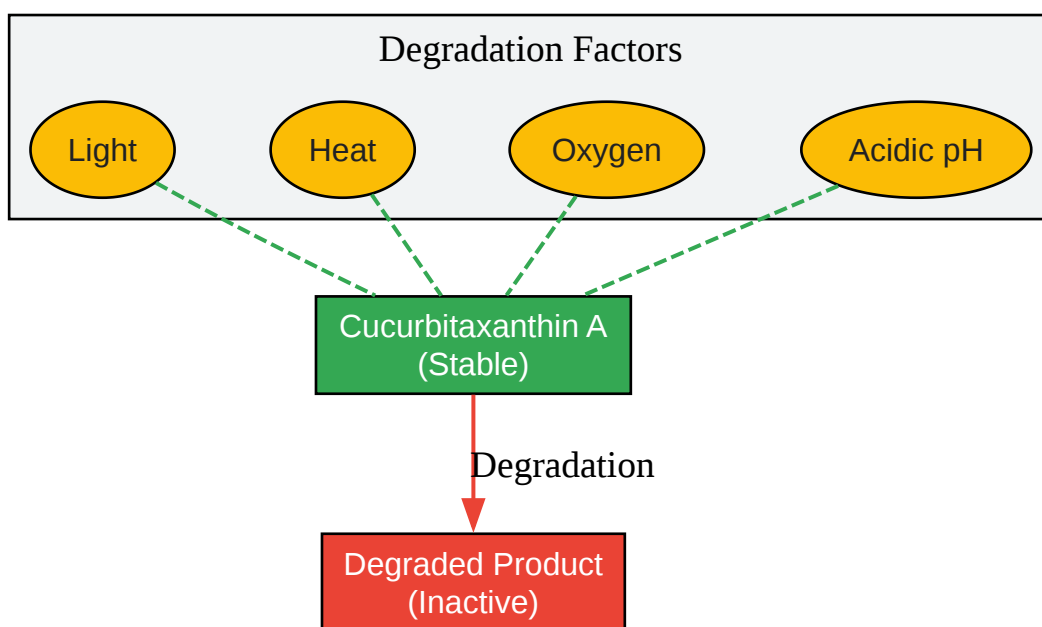 Degradation Factors
Light
Heat
Oxygen
Acidic pH
Cucurbitaxanthin A
(Stable)
Degradation
Degraded Product
(Inactive)